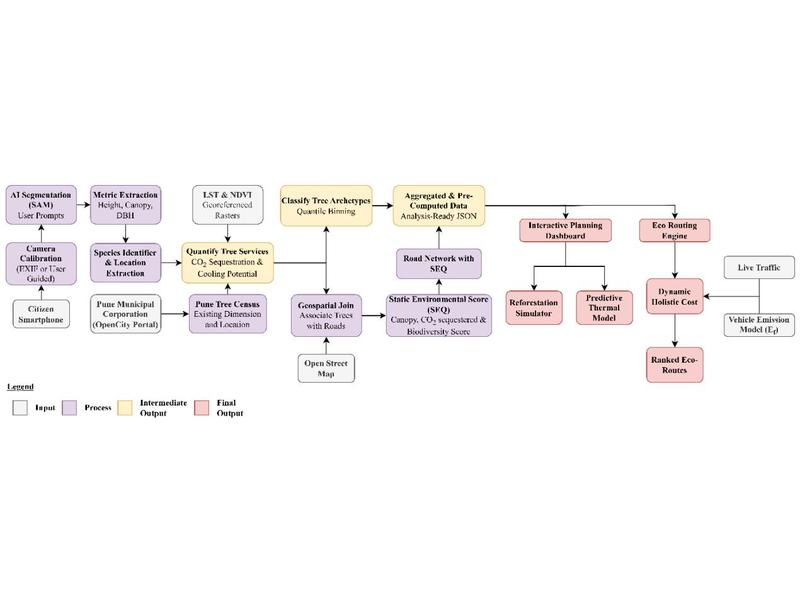 AI Segmentation
(SAM)
User Prompts
Metric Extraction
Height, Canopy,
DBH
LST & NDVI
Georeferenced
Rasters
Classify Tree Archetypes
Quantile Binning
Aggregated & Pre-
Computed Data
Analysis-Ready JSON
Interactive Planning
Dashboard
Eco Routing
Engine
Camera
Calibration
(EXIF or User
Guided)
Species Identifier
& Location
Extraction
Quantify Tree Services
CO2 Sequestration &
Cooling Potential
Road Network with
SEQ
Live Traffic
Citizen
Smartphone
Pune Municipal
Corporation
(OpenCity Portal)
Pune Tree Census
Existing Dimension
and Location
Geospatial Join
Associate Trees
with Roads
Static Environmental Score
(SEQ)
Canopy, CO2 sequestered &
Biodiversity Score
Reforestation
Simulator
Predictive
Thermal
Model
Dynamic
Holistic Cost
Vehicle Emission
Model (Ef)
Open Street
Map
Ranked Eco-
Routes
Legend
Input
Process
Intermediate
Output
Final
Output